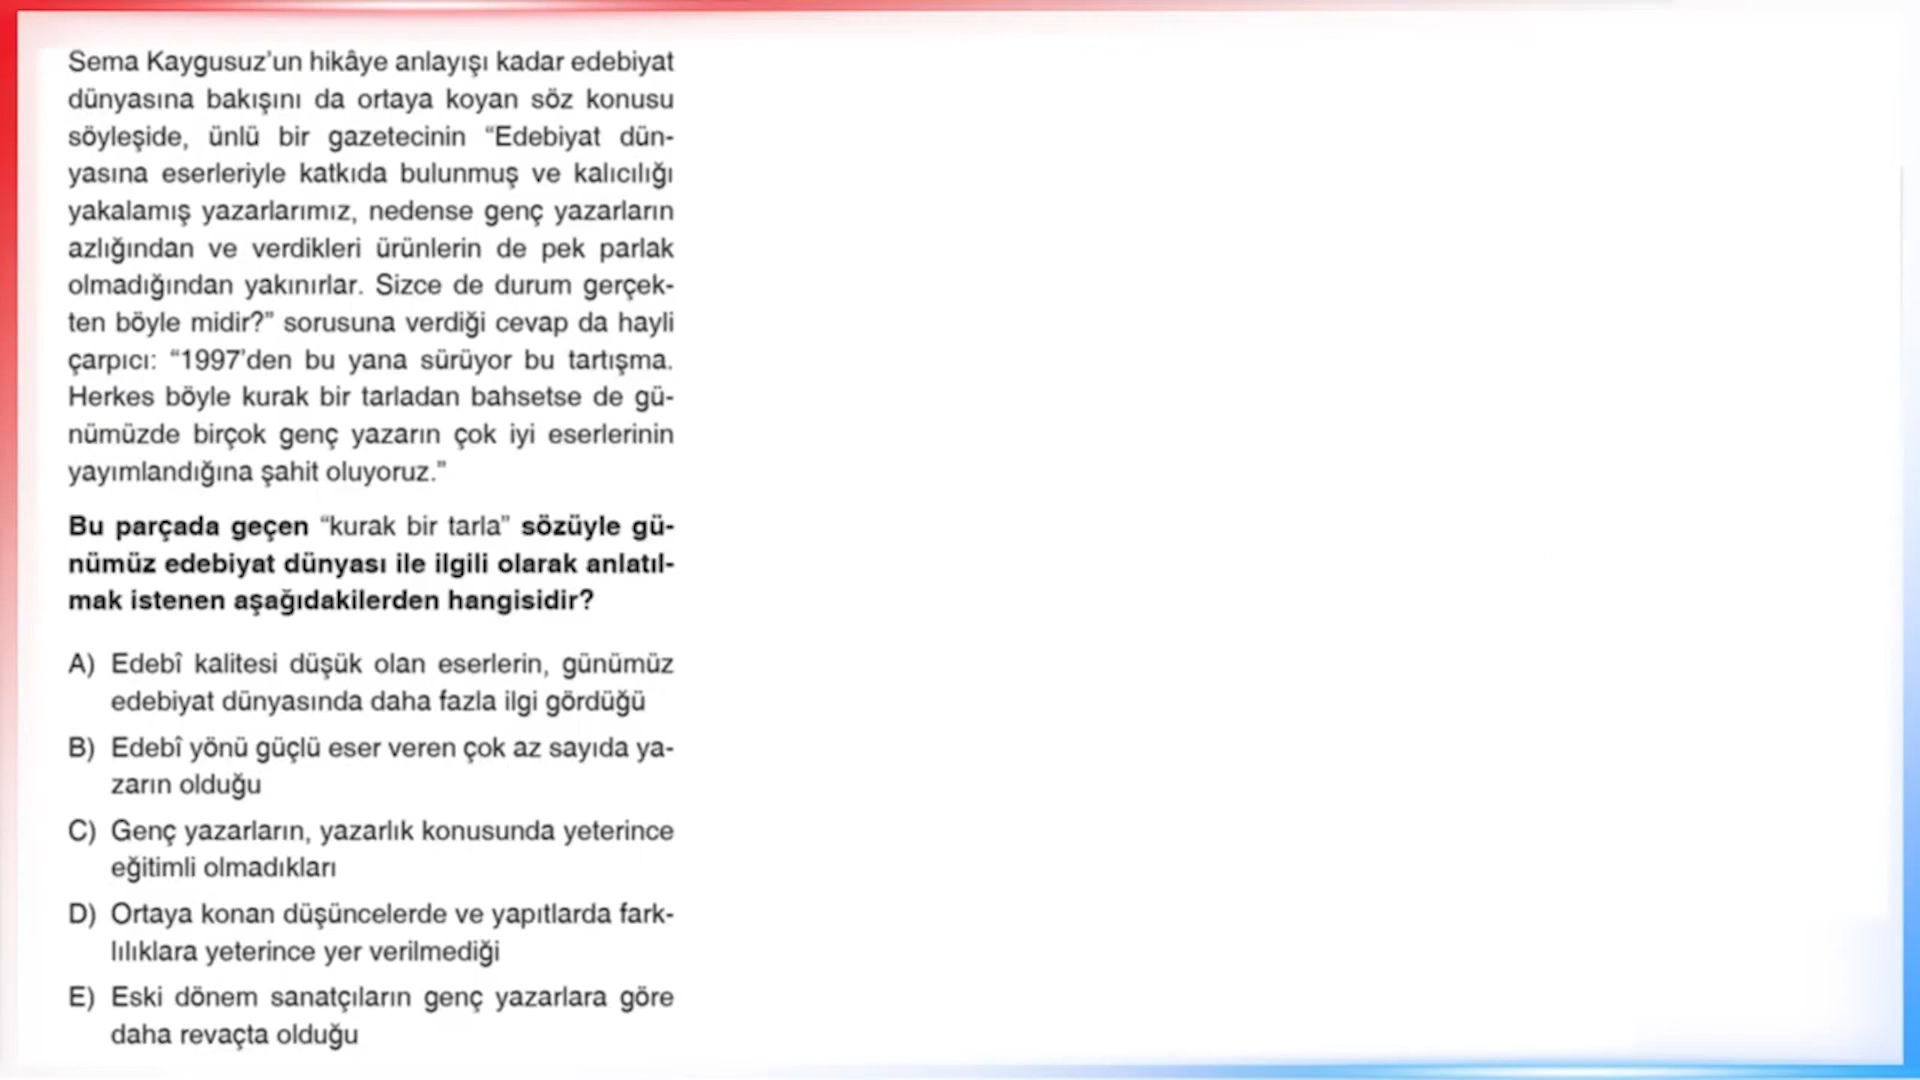 Sema Kaygusuz’un hikâye anlayışı kadar edebiyat
dünyasına bakışını da ortaya koyan söz konusu
söyleşide, ünlü bir gazetecinin “Edebiyat dün-
yasına eserleriyle katkıda bulunmuş ve kalıcılığı
yakalamış yazarlarımız, nedense genç yazarların
azlığından ve verdikleri ürünlerin de pek parlak
olmadığından yakınırlar. Sizce de durum gerçek-
ten böyle midir?” sorusuna verdiği cevap da hayli
çarpıcı: “1997’den bu yana sürüyor bu tartışma.
Herkes böyle kurak bir tarladan bahsetse de gü-
nümüzde birçok genç yazarın çok iyi eserlerinin
yayımlandığına şahit oluyoruz.”
Bu parçada geçen “kurak bir tarla” sözüyle gü-
nümüz edebiyat dünyası ile ilgili olarak anlatıl-
mak istenen aşağıdakilerden hangisidir?
A) Edebî kalitesi düşük olan eserlerin, günümüz
edebiyat dünyasında daha fazla ilgi gördüğü
B) Edebî yönü güçlü eser veren çok az sayıda ya-
zarın olduğu
C) Genç yazarların, yazarlık konusunda yeterince
eğitimli olmadıkları
D) Ortaya konan düşüncelerde ve yapıtlarda fark-
lılıklara yeterince yer verilmediği
E) Eski dönem sanatçıların genç yazarlara göre
daha revaçta olduğu